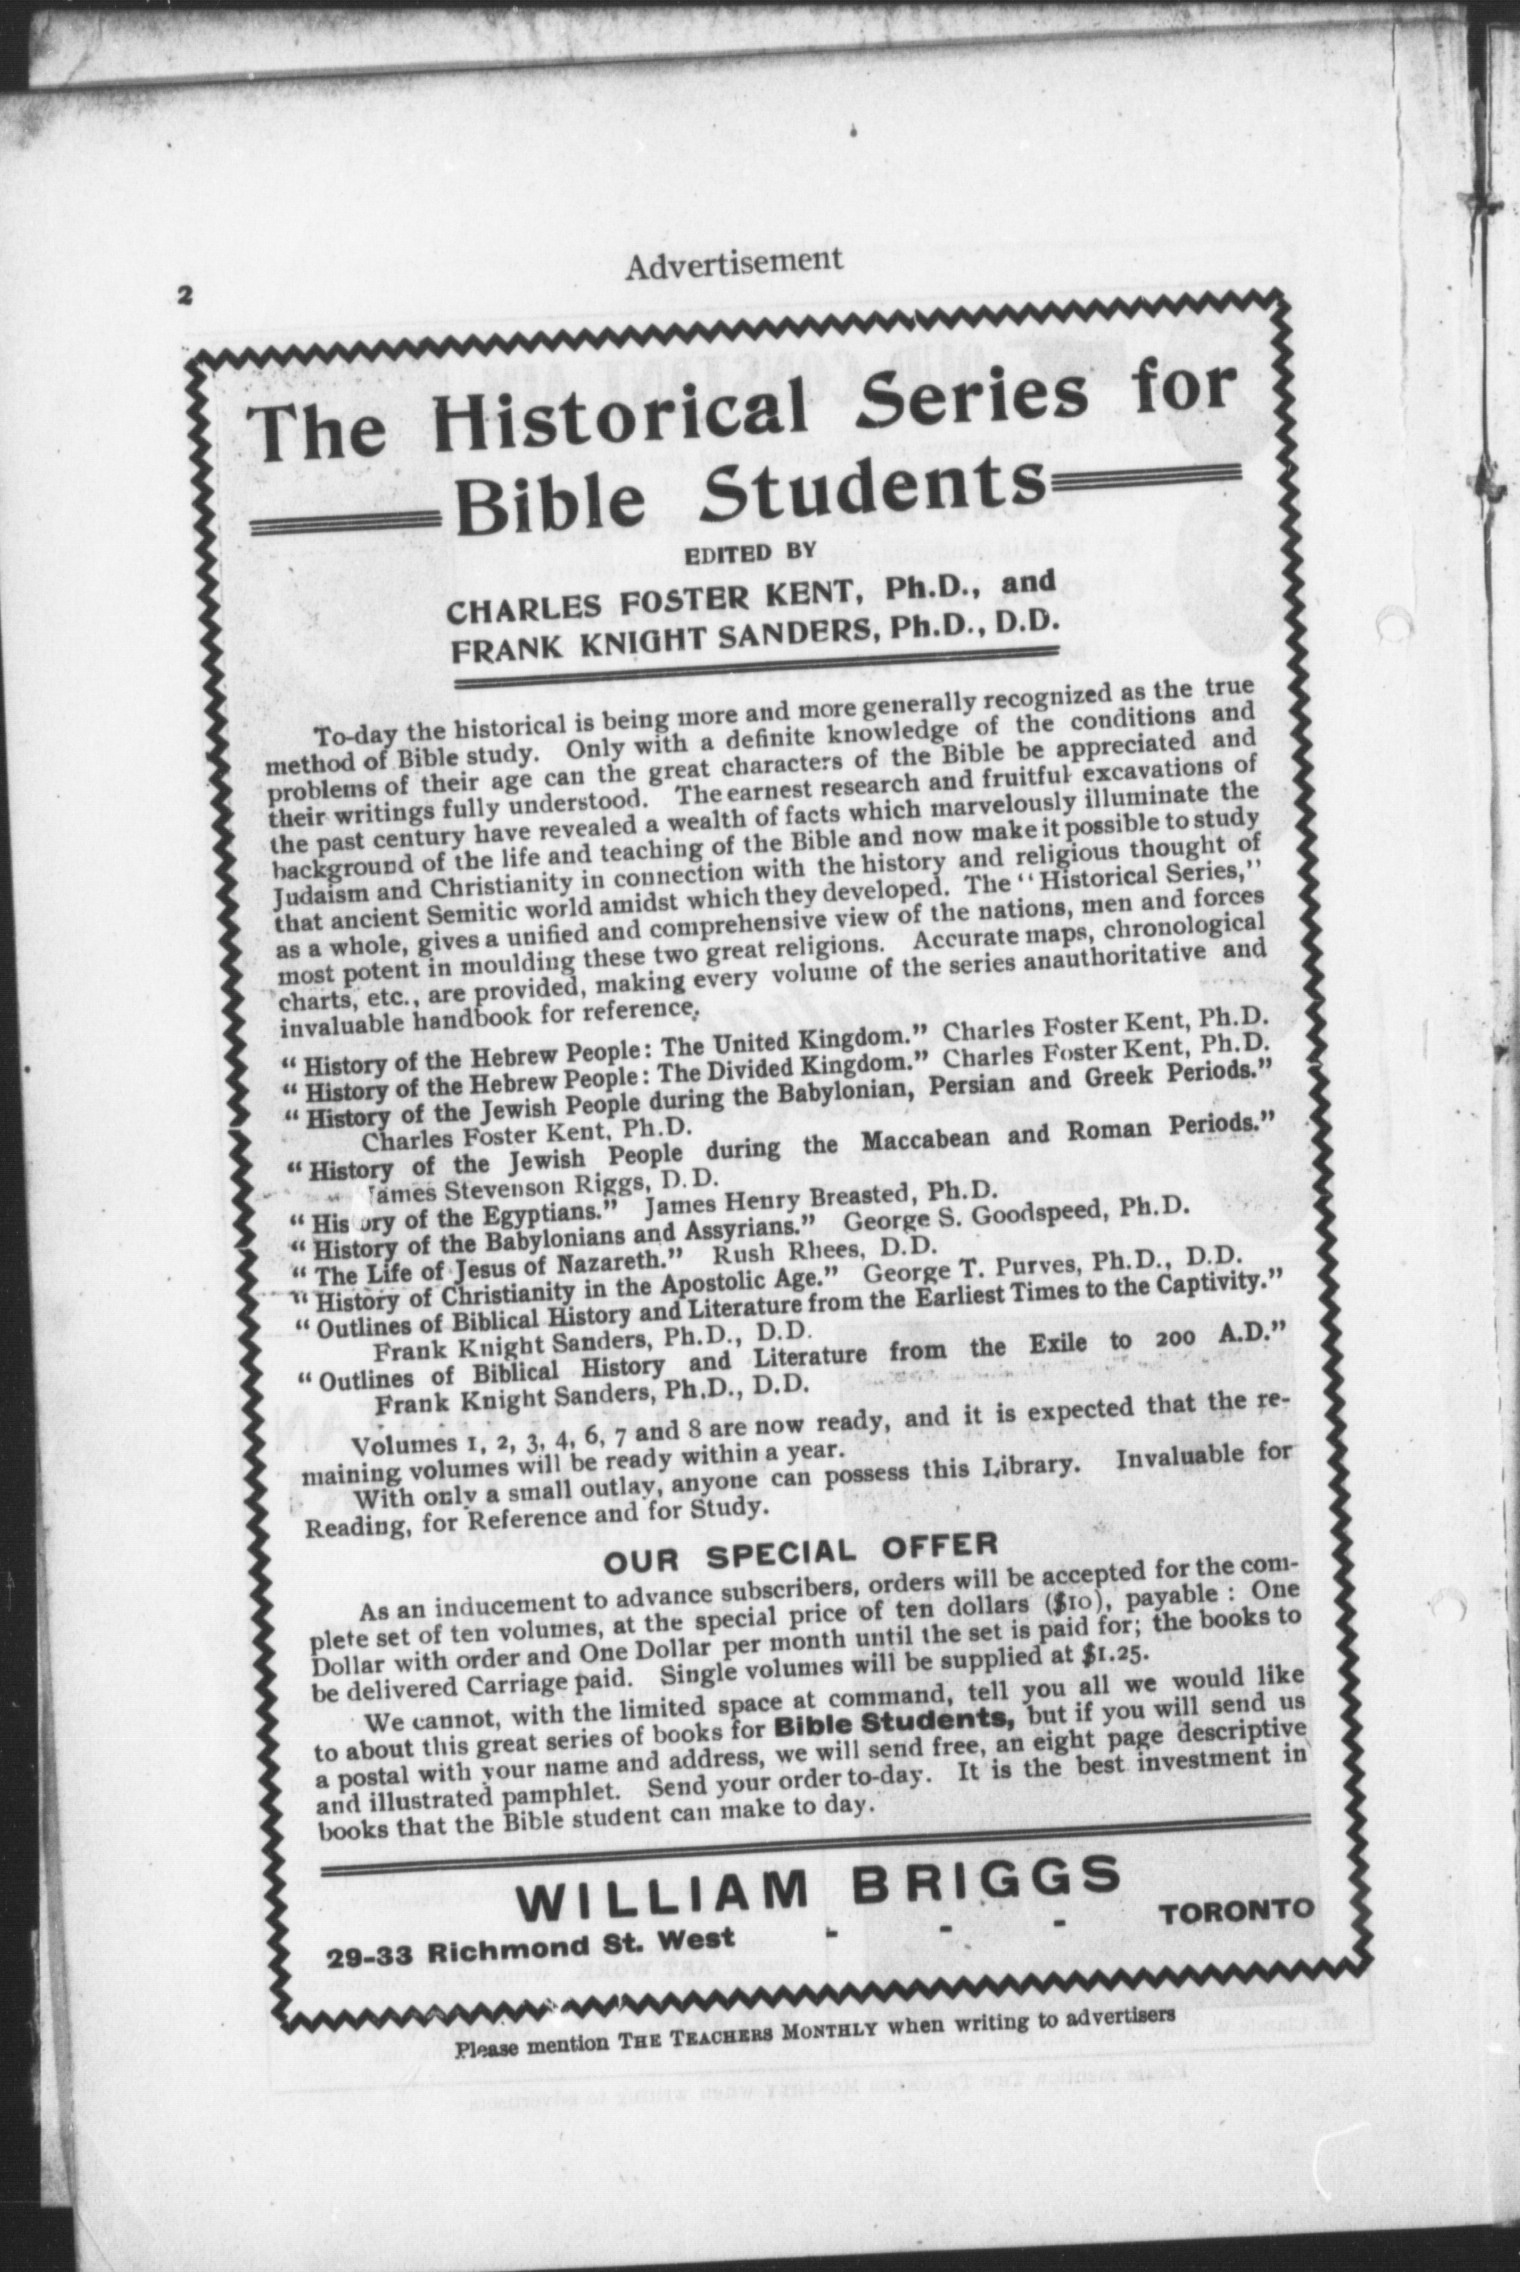 Advertisement
2
The Historical Series for
Bible Students
EDITED BY
CHARLES FOSTER KENT, Ph.D., and
FRANK KNIGHT SANDERS, Ph.D., D.D.
To-day the historical is being more and more generally recognized as the true
method of Bible study. Only with a definite knowledge of the conditions and
problems of their age can the great characters of the Bible be appreciated and
their writings fully understood. The earnest research and fruitful excavations of
the past century have revealed a wealth of facts which marvelously illuminate the
background of the life and teaching of the Bible and now make it possible to study
Judaism and Christianity in connection with the history and religious thought of
that ancient Semitic world amidst which they developed. The "Historical Series,"
as a whole, gives a unified and comprehensive view of the nations, men and forces
most potent in moulding these two great religions. Accurate maps, chronological
charts, etc., are provided, making every volume of the series an authoritative and
invaluable handbook for reference.
"History of the Hebrew People: The United Kingdom." Charles Foster Kent, Ph.D.
"History of the Hebrew People: The Divided Kingdom." Charles Foster Kent, Ph.D.
"History of the Jewish People during the Babylonian, Persian and Greek Periods."
Charles Foster Kent, Ph.D.
"History of the Jewish People during the Maccabean and Roman Periods."
James Stevenson Riggs, D.D.
"History of the Egyptians." James Henry Breasted, Ph.D.
"History of the Babylonians and Assyrians." George S. Goodspeed, Ph.D.
"The Life of Jesus of Nazareth." Rush Rhees, D.D.
"History of Christianity in the Apostolic Age." George T. Purves, Ph.D., D.D.
"Outlines of Biblical History and Literature from the Earliest Times to the Captivity."
Frank Knight Sanders, Ph.D., D.D.
"Outlines of Biblical History and Literature from the Exile to 200 A.D."
Frank Knight Sanders, Ph.D., D.D.
Volumes 1, 2, 3, 4, 6, 7 and 8 are now ready, and it is expected that the re-
maining volumes will be ready within a year.
With only a small outlay, anyone can possess this Library. Invaluable for
Reading, for Reference and for Study.
OUR SPECIAL OFFER
As an inducement to advance subscribers, orders will be accepted for the com-
plete set of ten volumes, at the special price of ten dollars ($10), payable : One
Dollar with order and One Dollar per month until the set is paid for; the books to
be delivered Carriage paid. Single volumes will be supplied at $1.25.
We cannot, with the limited space at command, tell you all we would like
to about this great series of books for Bible Students, but if you will send us
a postal with your name and address, we will send free, an eight page descriptive
and illustrated pamphlet. Send your order to-day. It is the best investment in
books that the Bible student can make to day.
WILLIAM BRIGGS
29-33 Richmond St. West - - - TORONTO
Please mention THE TEACHERS MONTHLY when writing to advertisers